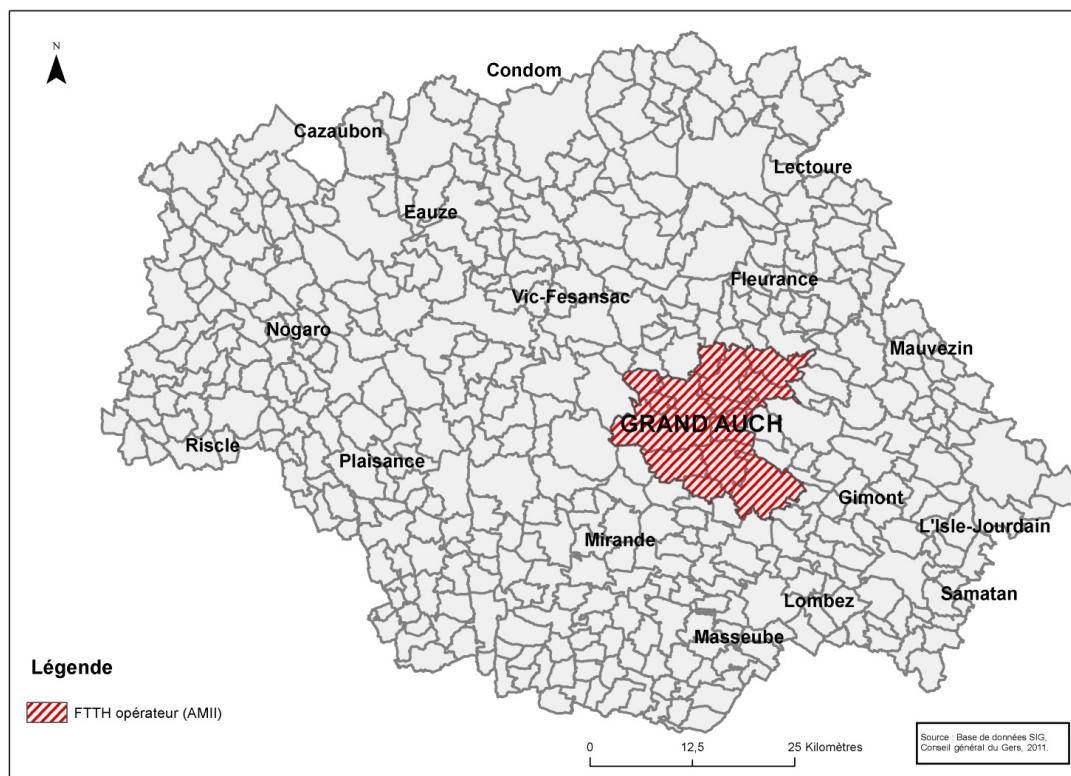 N
Condom
Cazaubon
Lectoure
Eauze
Fleurance
Vic-Fesansac
Nogaro
Mauvezin
GRAND AUCH
Riscle
Plaisance
Gimont
L'Isle-Jourdain
Mirande
Samatan
Lombez
Masseube
Légende
FTTH opérateur (AMII)
0 12,5 25 Kilomètres
Source : Base de données SIG,
Conseil général du Gers, 2011.